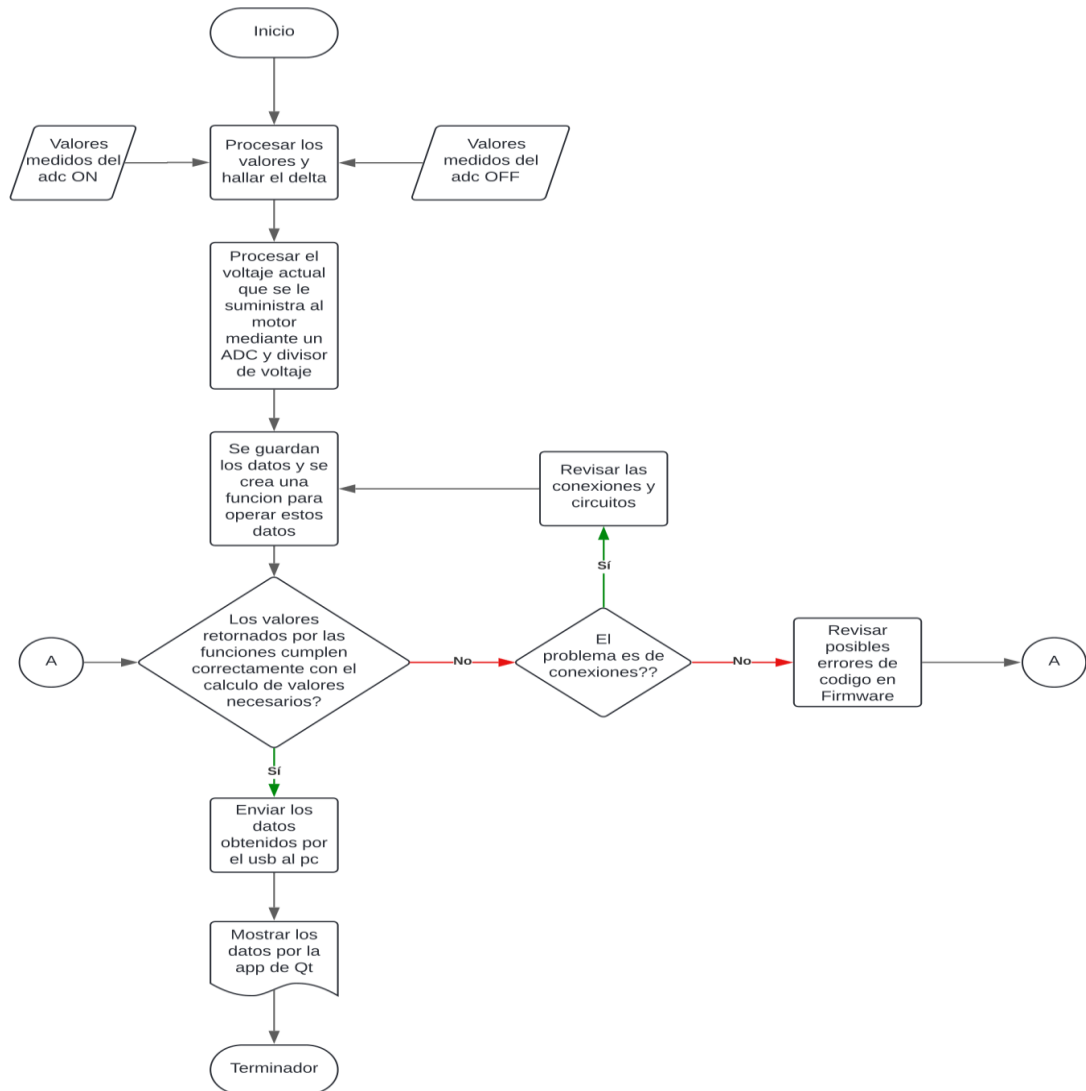 Inicio
Valores
medidos del
adc ON
Procesar los
valores y
hallar el delta
Valores
medidos del
adc OFF
Procesar el
voltaje actual
que se le
suministra al
motor
mediante un
ADC y divisor
de voltaje
Se guardan
los datos y se
crea una
funcion para
operar estos
datos
Revisar las
conexiones y
circuitos
Sí
A
Los valores
retornados por las
funciones cumplen
correctamente con el
calculo de valores
necesarios?
No
El
problema es de
conexiones??
No
Revisar
posibles
errores de
codigo en
Firmware
A
Sí
Enviar los
datos
obtenidos por
el usb al pc
Mostrar los
datos por la
app de Qt
Terminador